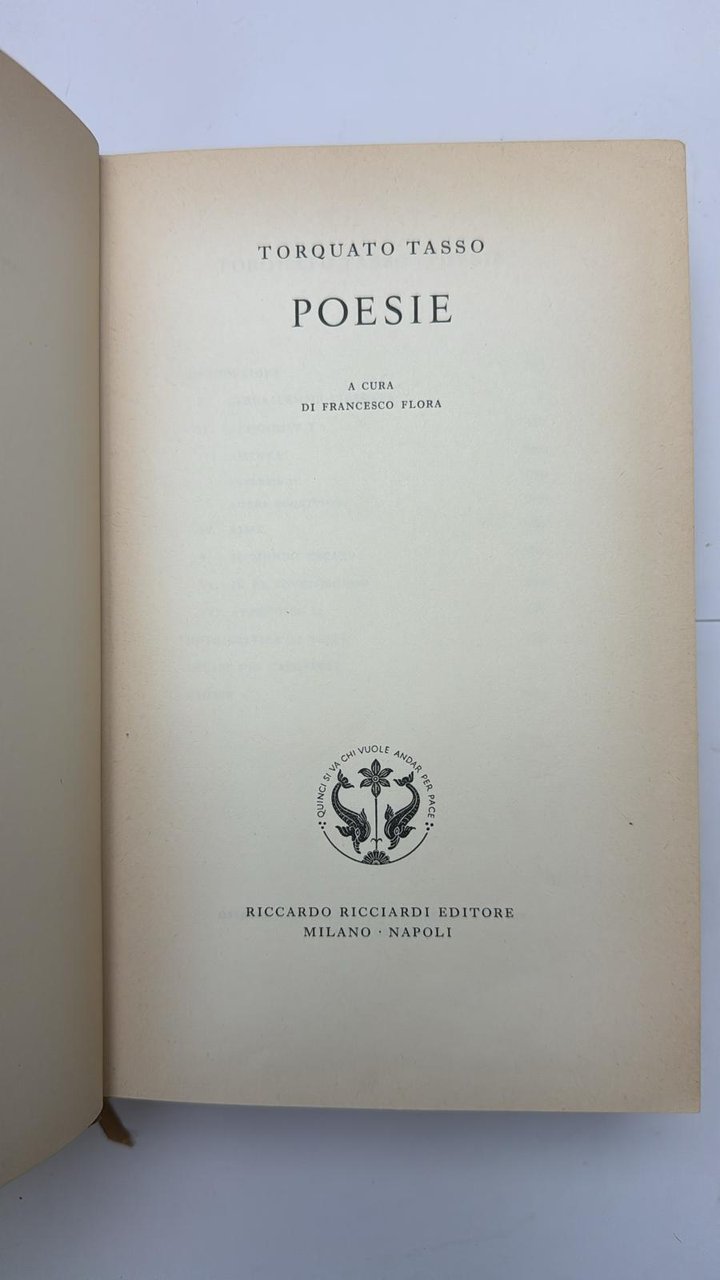 TORQUATO TASSO
POESIE
A CURA
DI FRANCESCO FLORA
QUINCI SI VA CHI VUOLE ANDAR PER PACE
RICCARDO RICCIARDI EDITORE
MILANO · NAPOLI